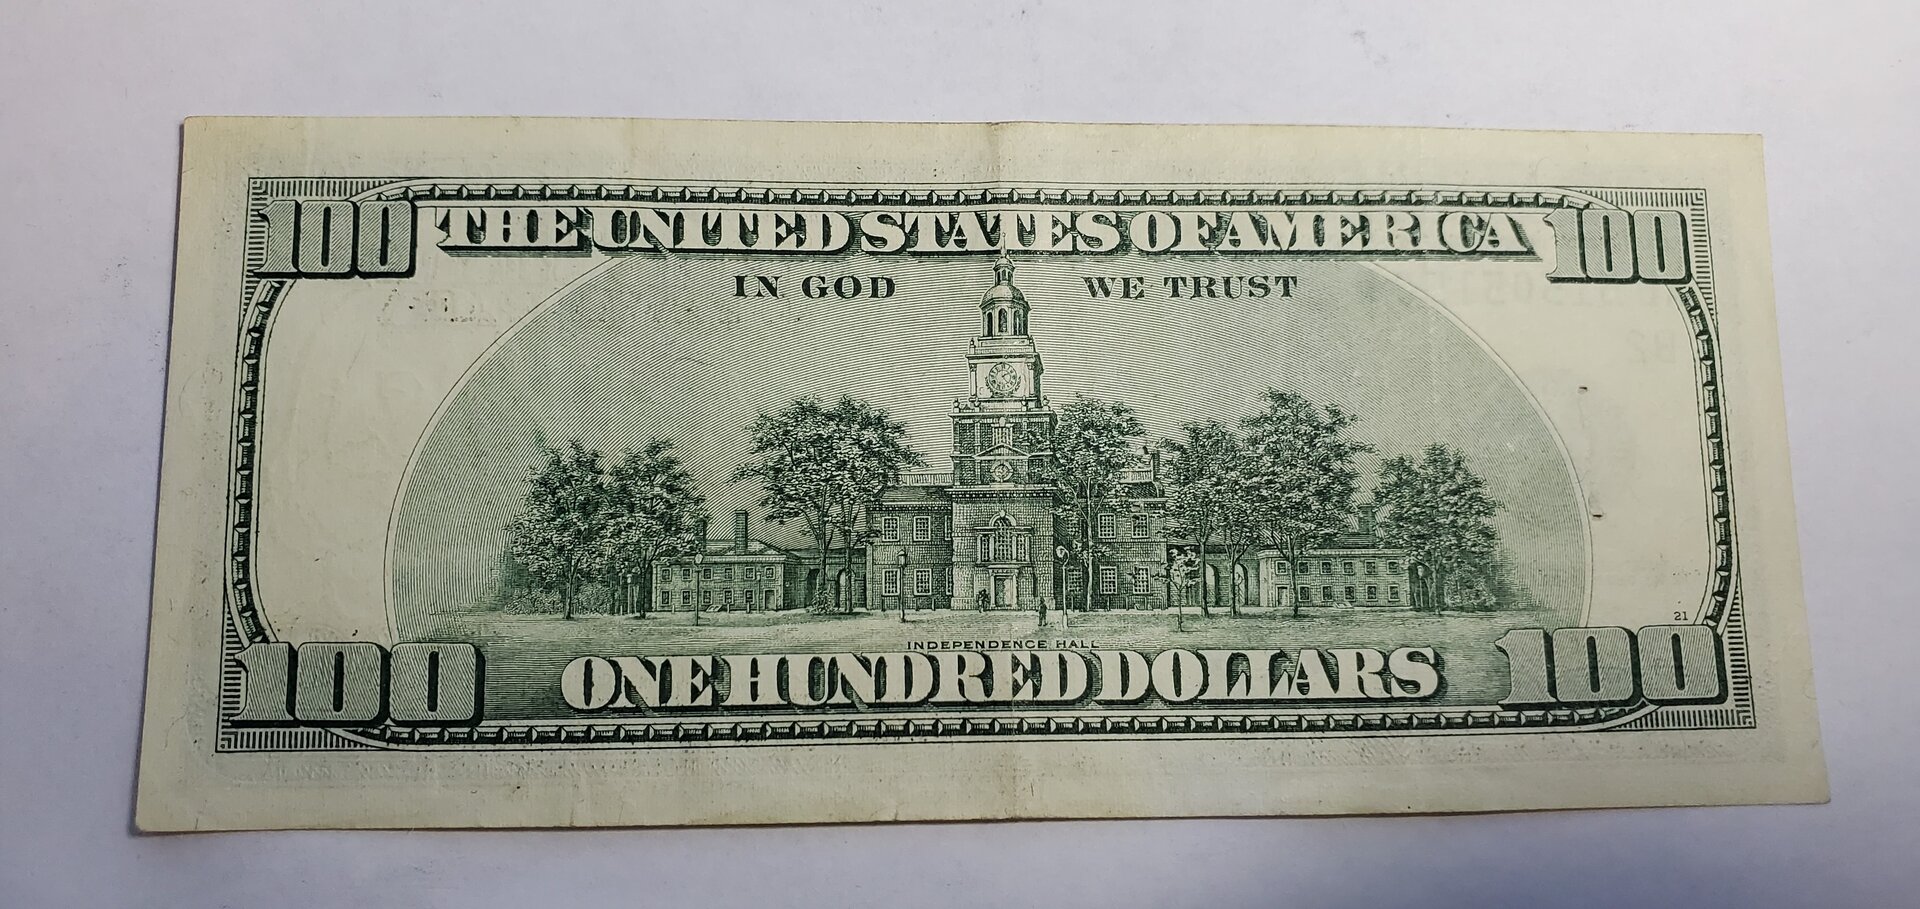 100 THE UNITED STATES OF AMERICA 100
IN GOD WE TRUST
21
INDEPENDENCE HALL
100 ONE HUNDRED DOLLARS 100